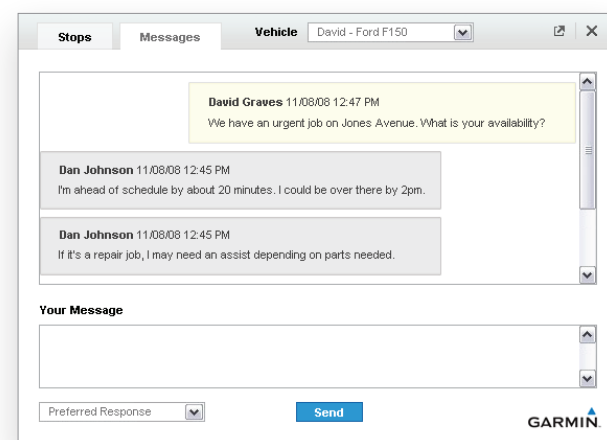 Stops Messages Vehicle David - Ford F150
David Graves 11/08/08 12:47 PM
We have an urgent job on Jones Avenue. What is your availability?
Dan Johnson 11/08/08 12:45 PM
I'm ahead of schedule by about 20 minutes. I could be over there by 2pm.
Dan Johnson 11/08/08 12:45 PM
If it's a repair job, I may need an assist depending on parts needed.
Your Message
Preferred Response Send
GARMIN